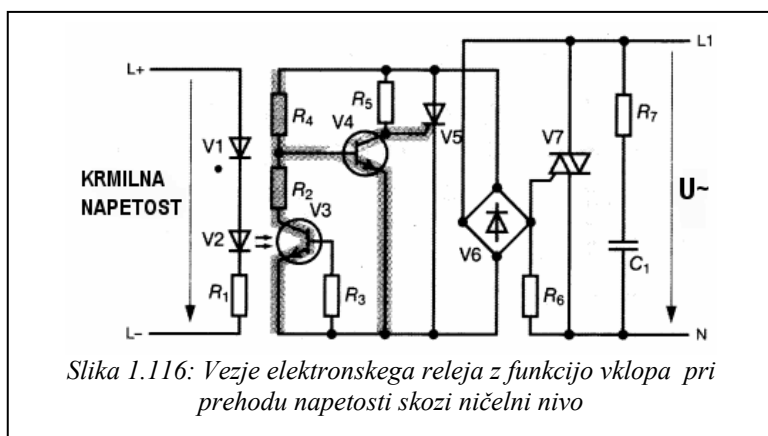 L1
L+
R5
R4
V4
V5
R7
V7
V1
KRMILNA
NAPETOST
U~
R2
V3
V2
V6
C1
R1
R3
R6
L−
N
Slika 1.116: Vezje elektronskega releja z funkcijo vklopa pri
prehodu napetosti skozi ničelni nivo